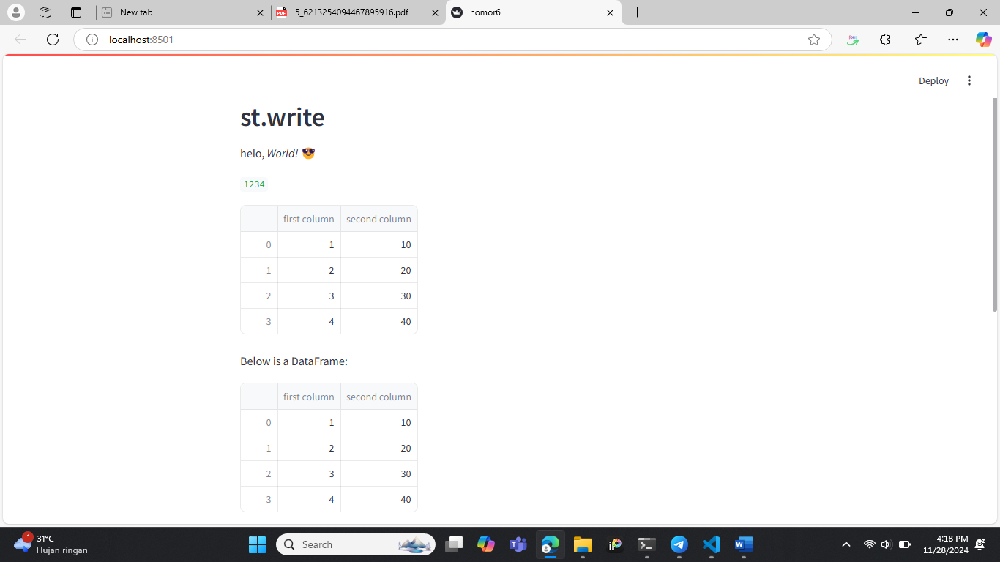 New tab
5_6213254094467895916.pdf
nomor6
localhost:8501
Deploy
st.write
helo, World! 😎
1234
first column second column
0 1 10
1 2 20
2 3 30
3 4 40
Below is a DataFrame:
first column second column
0 1 10
1 2 20
2 3 30
3 4 40
1
31°C
Hujan ringan
Search
4:18 PM
11/28/2024